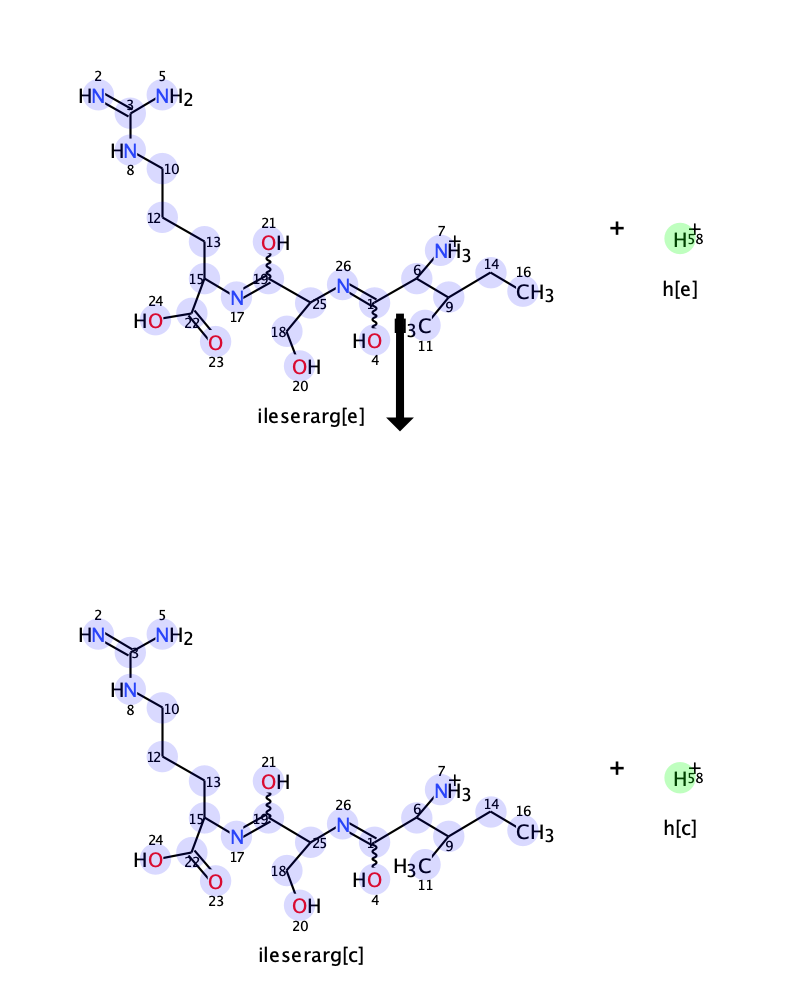 2 5
HN 3 NH2
HN
8 10
12 13 21 7
OH NH3 +
+ H+ 58
15 19 26 6 14 16
N N CH3
17 25 1 9
h[e]
24 22 18 H3C
HO O HO 11
23 4
OH
20
ileserarg[e]
2 5
HN 3 NH2
HN
8 10
12 13 21 7
OH NH3 +
+ H+ 58
15 19 26 6 14 16
N N CH3
17 25 1 9
h[c]
24 22 18 H3C
HO O HO 11
23 4
OH
20
ileserarg[c]